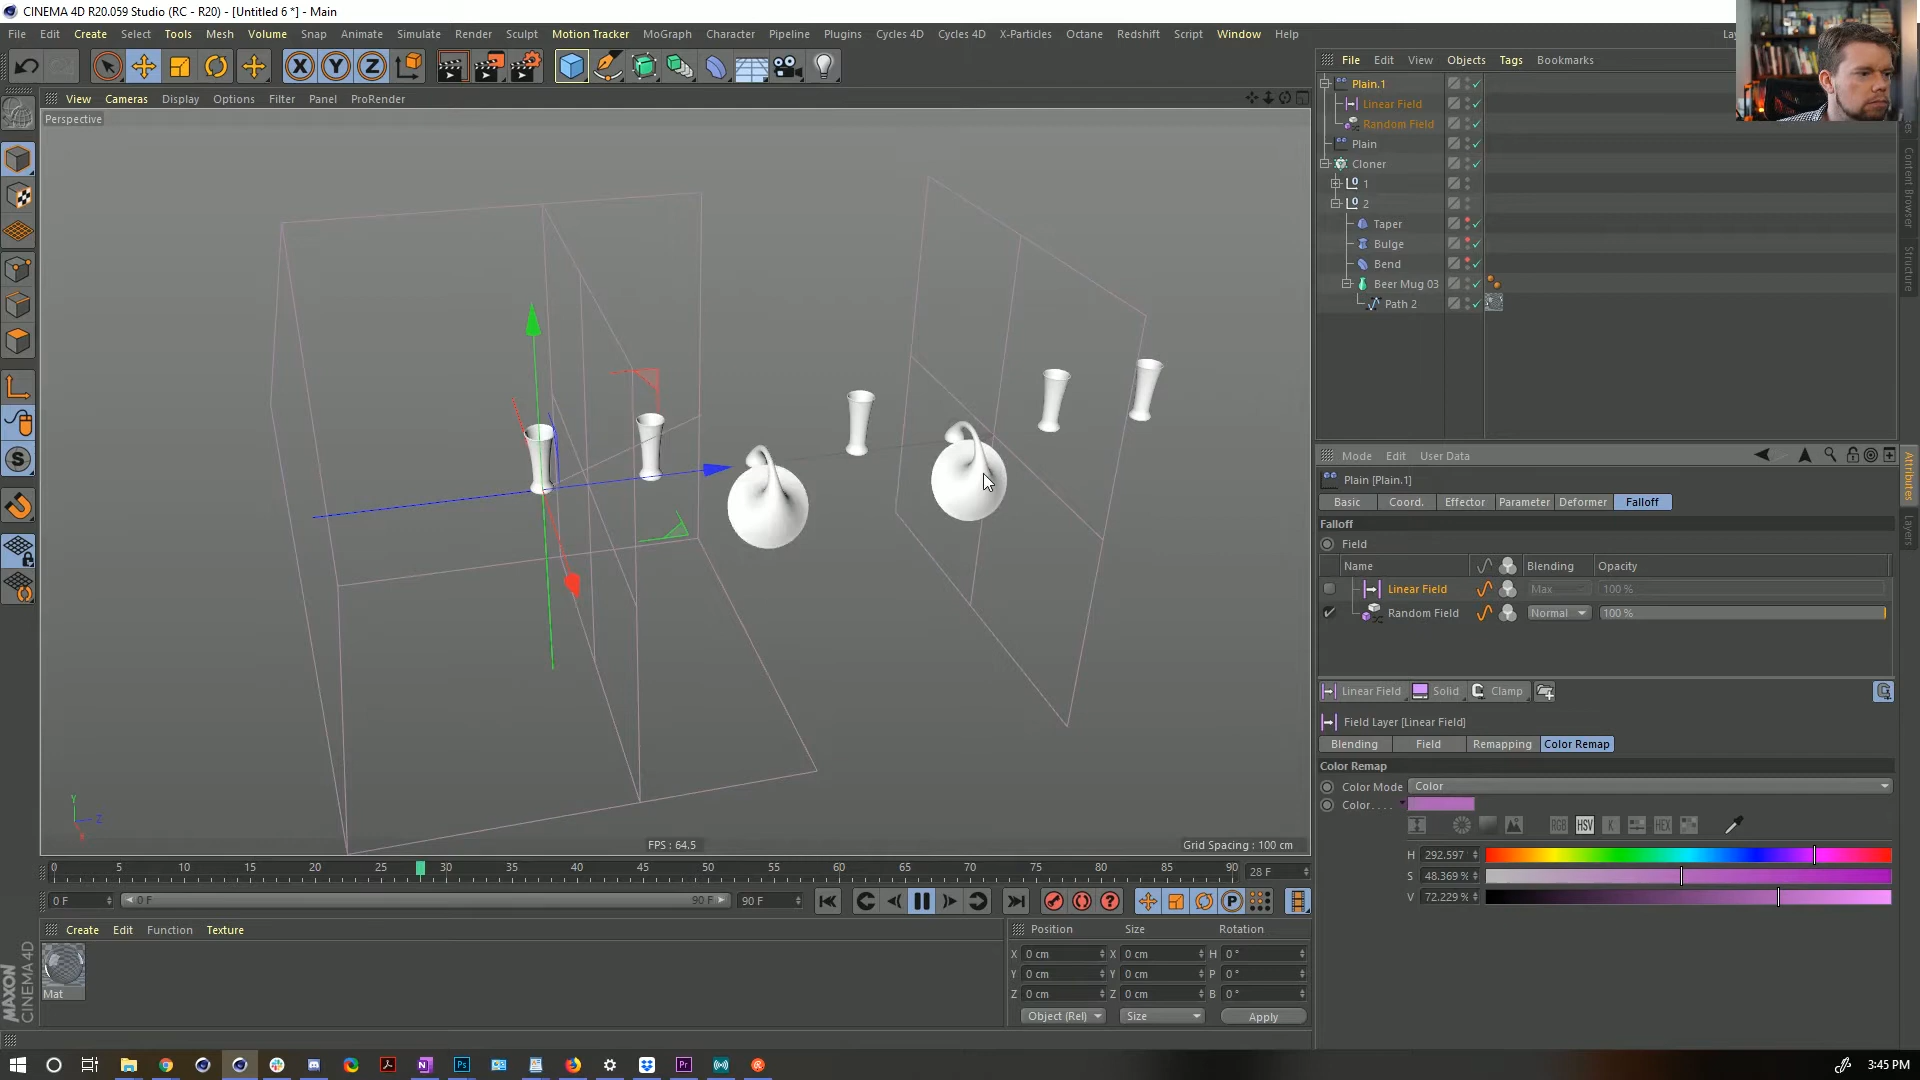 CINEMA 4D R20.059 Studio (RC - R20) - [Untitled 6 *] - Main
File Edit Create Select Tools Mesh Volume Snap Animate Simulate Render Sculpt Motion Tracker MoGraph Character Pipeline Plugins Cycles 4D Cycles 4D X-Particles Octane Redshift Script Window Help
File Edit View Objects Tags Bookmarks
View Cameras Display Options Filter Panel ProRender
Perspective
Plain.1
Linear Field
Random Field
Plain
Cloner
1
2
Taper
Bulge
Bend
Beer Mug 03
Path 2
Content Browser
Structure
Mode Edit User Data
Plain [Plain.1]
Basic Coord. Effector Parameter Deformer Falloff
Attributes
Layers
Falloff
Field
Name Blending Opacity
Linear Field Max 100 %
Random Field Normal 100 %
Linear Field Solid Clamp
Field Layer [Linear Field]
Blending Field Remapping Color Remap
Color Remap
Color Mode Color
Color. . . .
RGB HSV K HEX
H 292.597 °
S 48.369 %
V 72.229 %
Y Z
FPS : 64.5 Grid Spacing : 100 cm
0 5 10 15 20 25 30 35 40 45 50 55 60 65 70 75 80 85 90 28 F
0 F 0 F 90 F 90 F
P
Create Edit Function Texture
Mat
Position Size Rotation
X 0 cm X 0 cm H 0 °
Y 0 cm Y 0 cm P 0 °
Z 0 cm Z 0 cm B 0 °
Object (Rel) Size Apply
MAXON
CINEMA 4D
3:45 PM